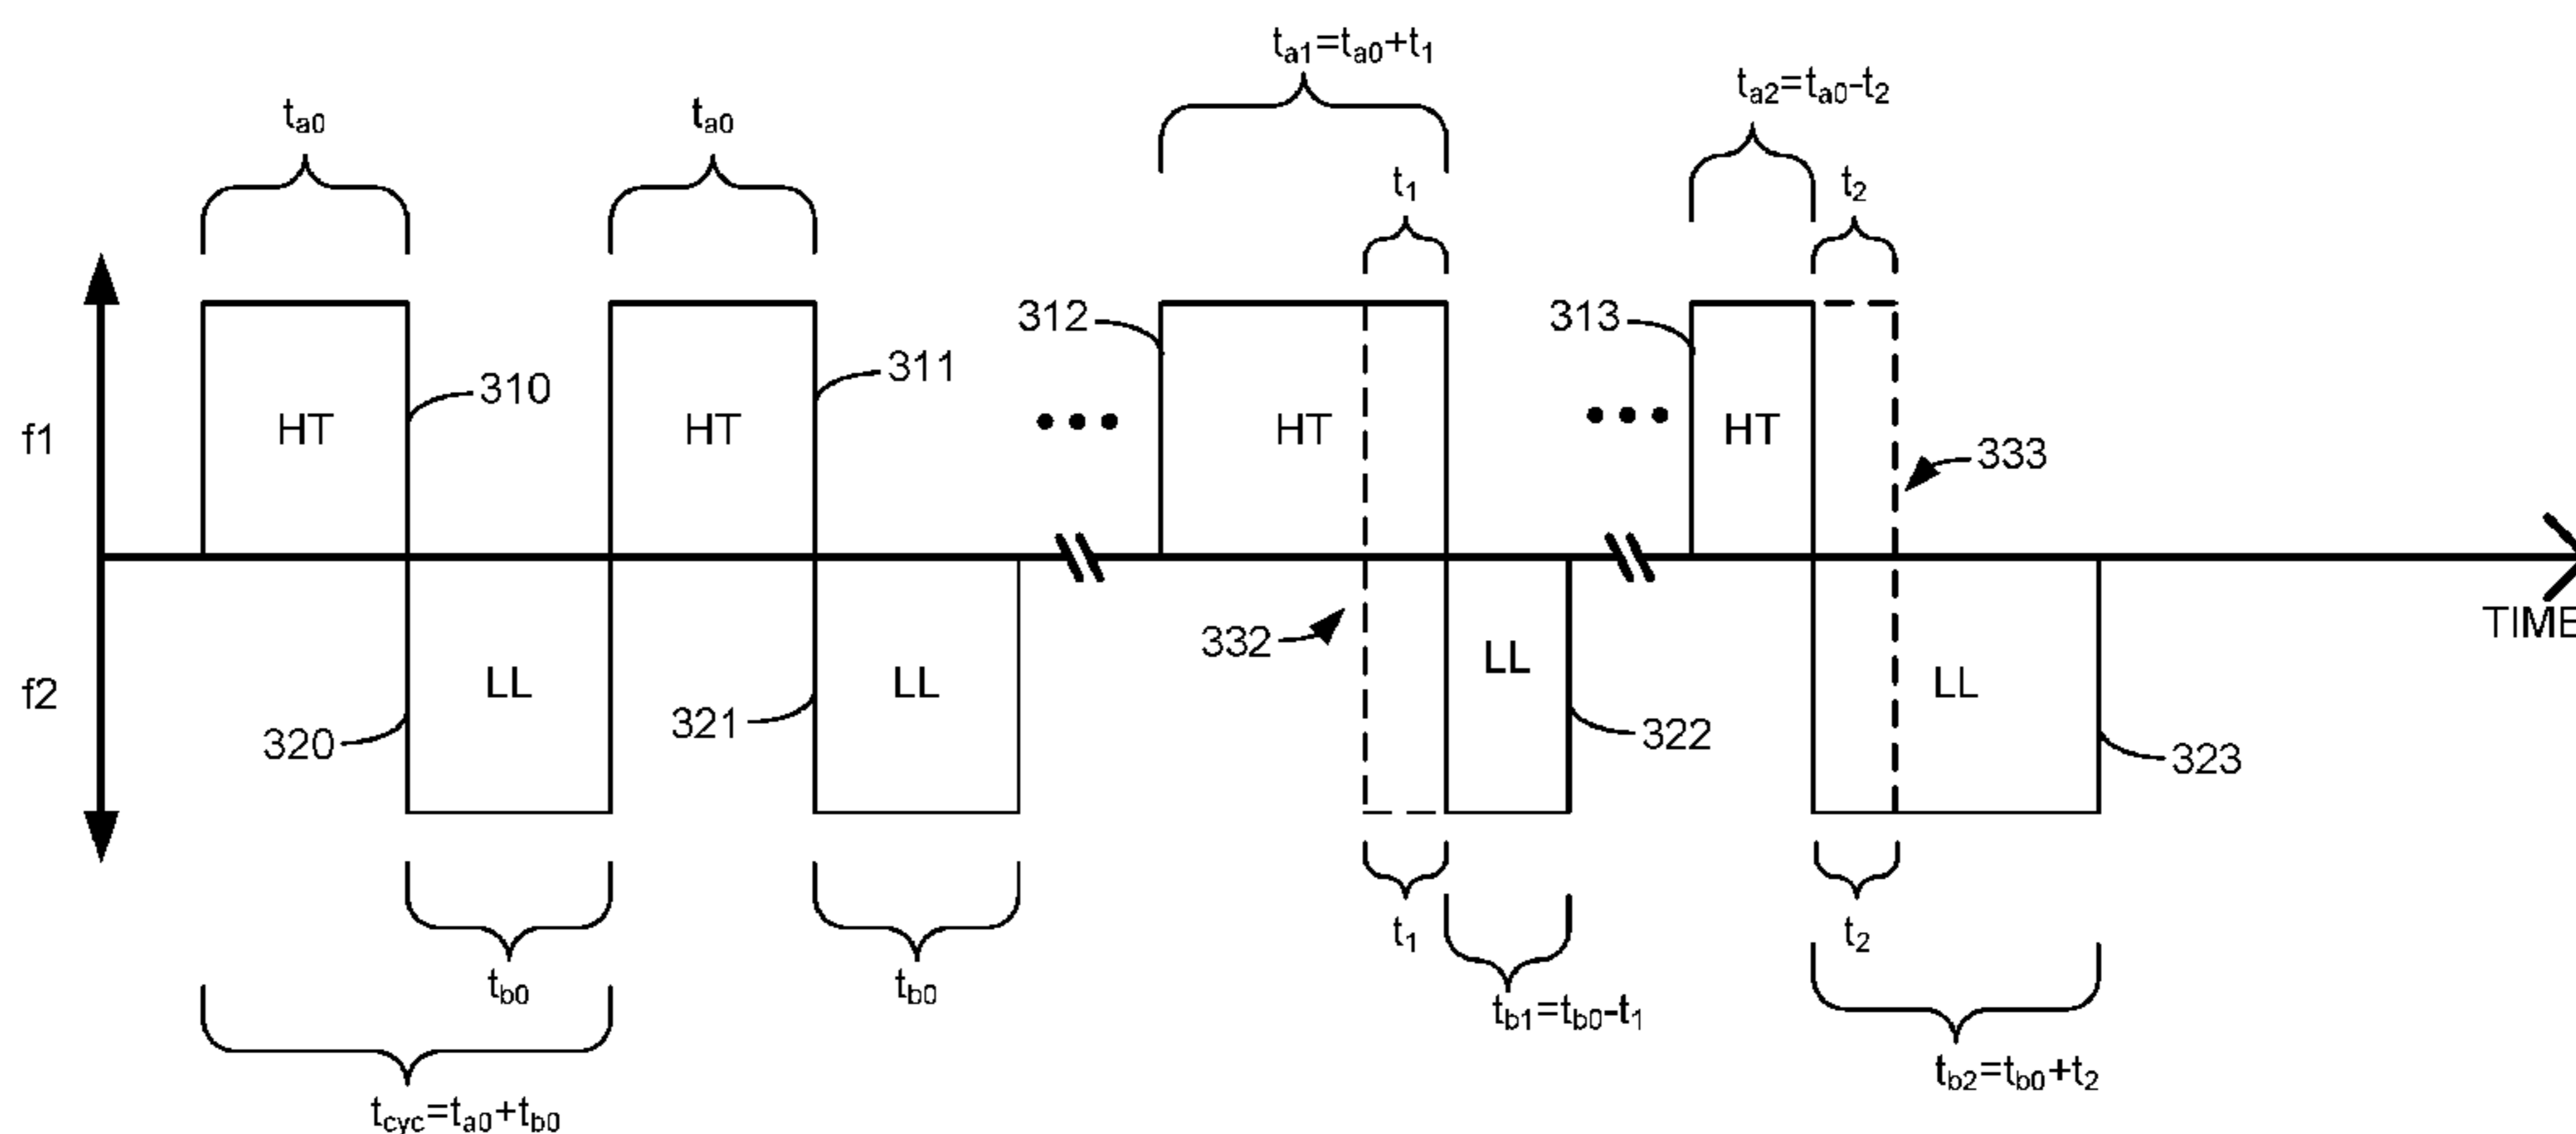 ta1=ta0+t1
ta2=ta0-t2
ta0
ta0
t1
t2
312
313
310
311
HT
HT
HT
HT
f1
333
332
LL
LL
LL
LL
f2
320
321
322
323
t1
t2
tb0
tb0
tb1=tb0-t1
tb2=tb0+t2
tcyc=ta0+tb0
TIME